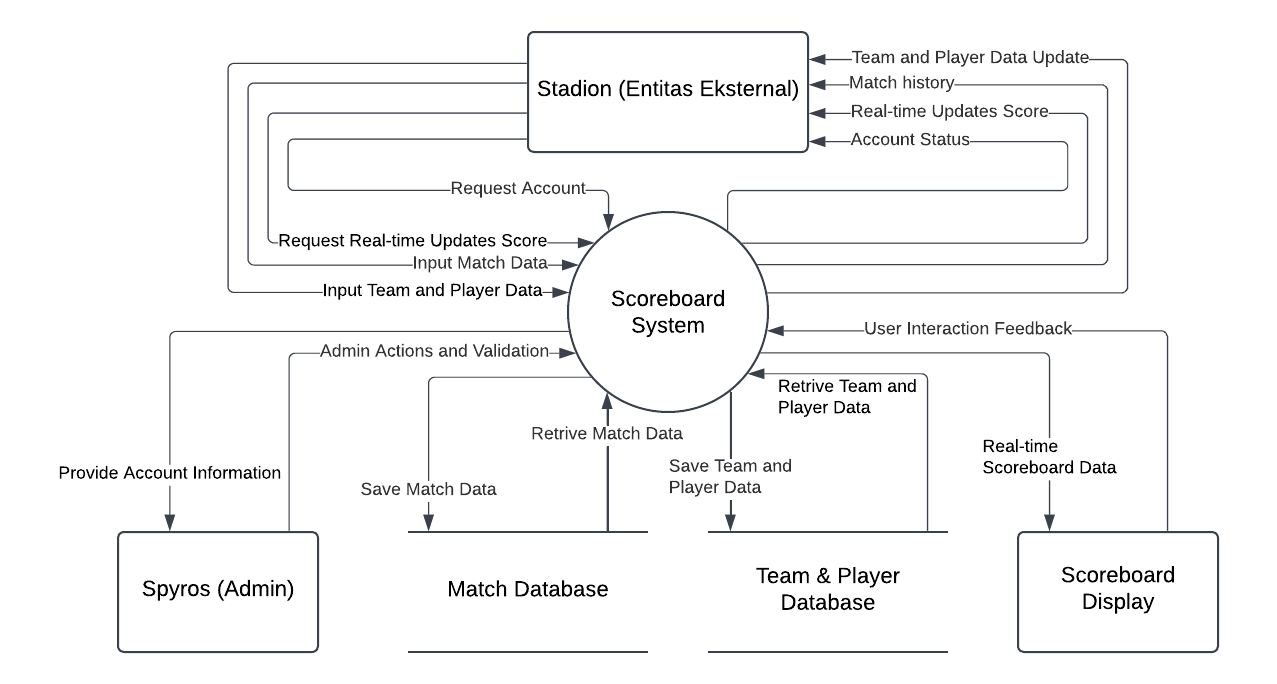 Team and Player Data Update
Stadion (Entitas Eksternal)
Match history
Real-time Updates Score
Account Status
Request Account
Request Real-time Updates Score
Input Match Data
Input Team and Player Data
Scoreboard
System
User Interaction Feedback
Admin Actions and Validation
Retrive Team and
Player Data
Retrive Match Data
Real-time
Scoreboard Data
Provide Account Information
Save Team and
Player Data
Save Match Data
Spyros (Admin)
Match Database
Team & Player
Database
Scoreboard
Display